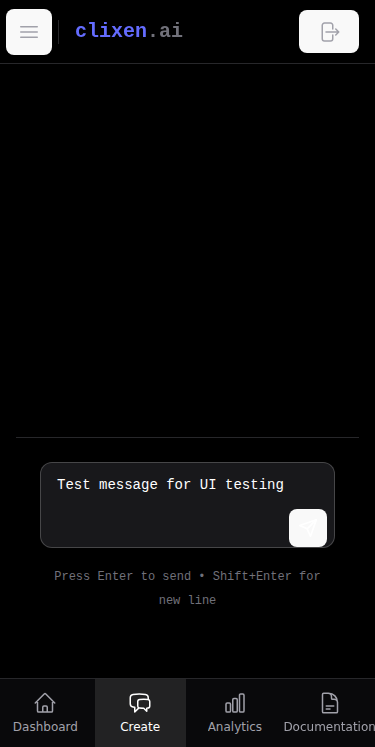 clixen.ai
Test message for UI testing
Press Enter to send • Shift+Enter for
new line
Dashboard Create Analytics Documentation